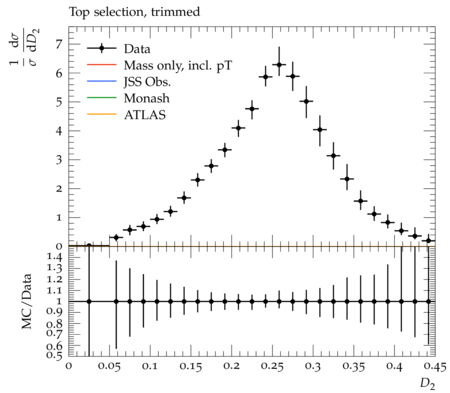 Top selection, trimmed
1/σ dσ/dD₂
Data
Mass only, incl. pT
JSS Obs.
Monash
ATLAS
7
6
5
4
3
2
1
0
MC/Data
1.4
1.3
1.2
1.1
1
0.9
0.8
0.7
0.6
0.5
0 0.05 0.1 0.15 0.2 0.25 0.3 0.35 0.4 0.45
D₂